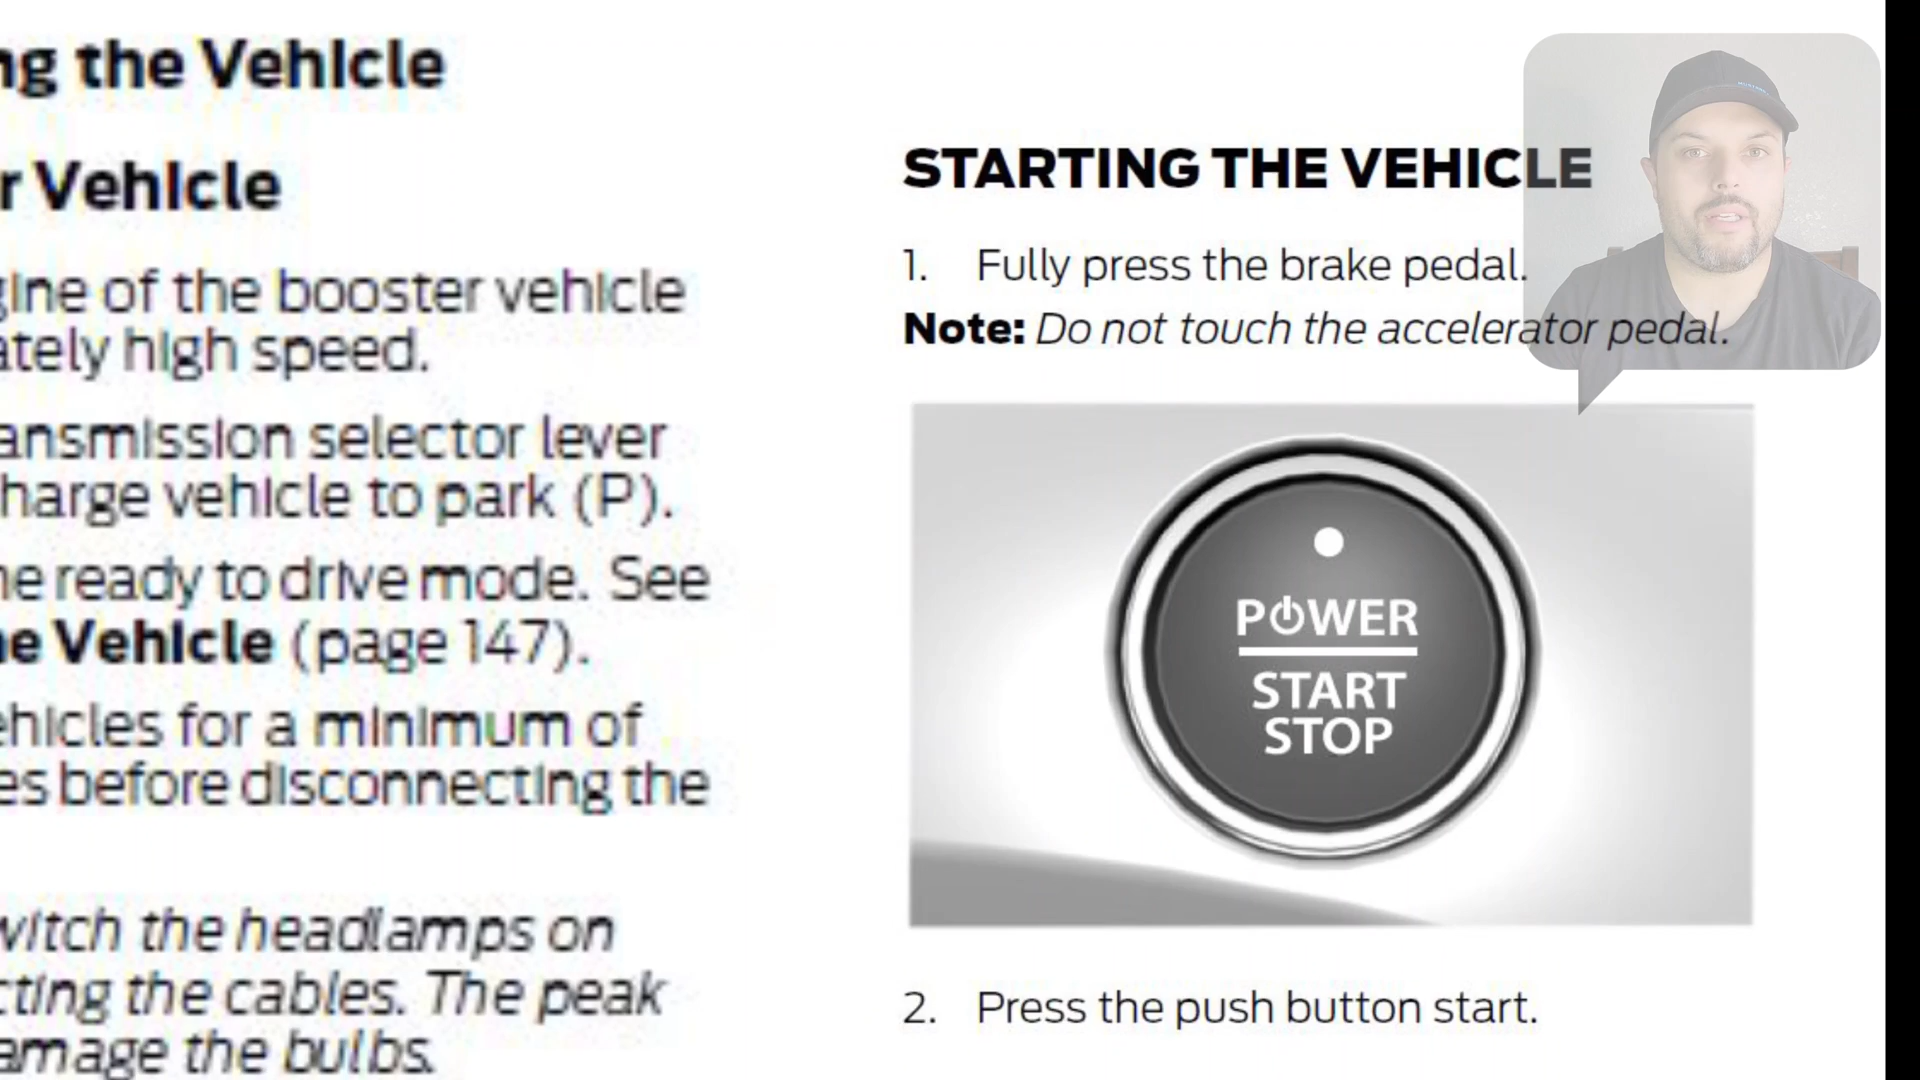 ng the Vehicle
r Vehicle
gine of the booster vehicle
ately high speed.
ansmission selector lever
harge vehicle to park (P).
he ready to drive mode. See
he Vehicle (page 147).
ehicles for a minimum of
es before disconnecting the
witch the headlamps on
cting the cables. The peak
amage the bulbs.
STARTING THE VEHICLE
1. Fully press the brake pedal.
Note: Do not touch the accelerator pedal.
POWER
START
STOP
2. Press the push button start.